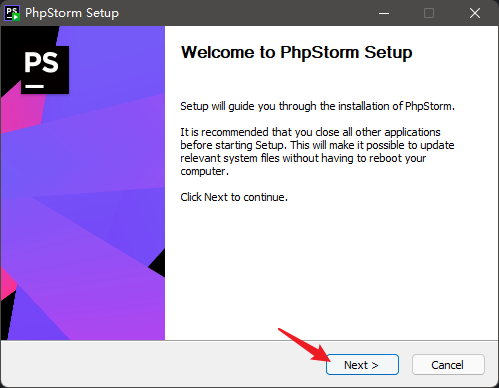 PS PhpStorm Setup
PS
Welcome to PhpStorm Setup
Setup will guide you through the installation of PhpStorm.
It is recommended that you close all other applications
before starting Setup. This will make it possible to update
relevant system files without having to reboot your
computer.
Click Next to continue.
Next >
Cancel